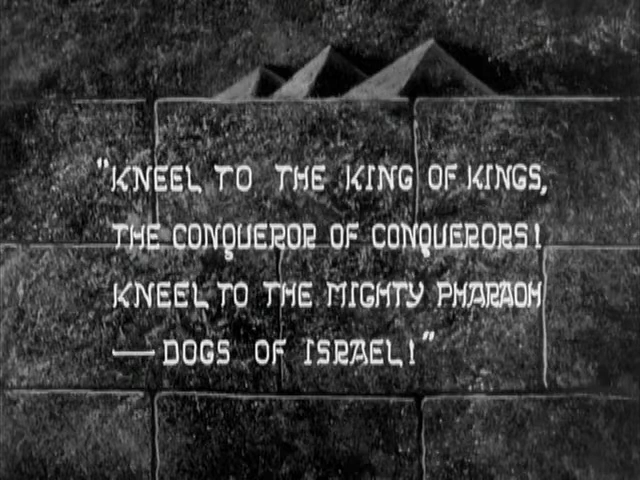 "KNEEL TO THE KING OF KINGS,
THE CONQUEROR OF CONQUERORS!
KNEEL TO THE MIGHTY PHARAOH
— DOGS OF ISRAEL!"